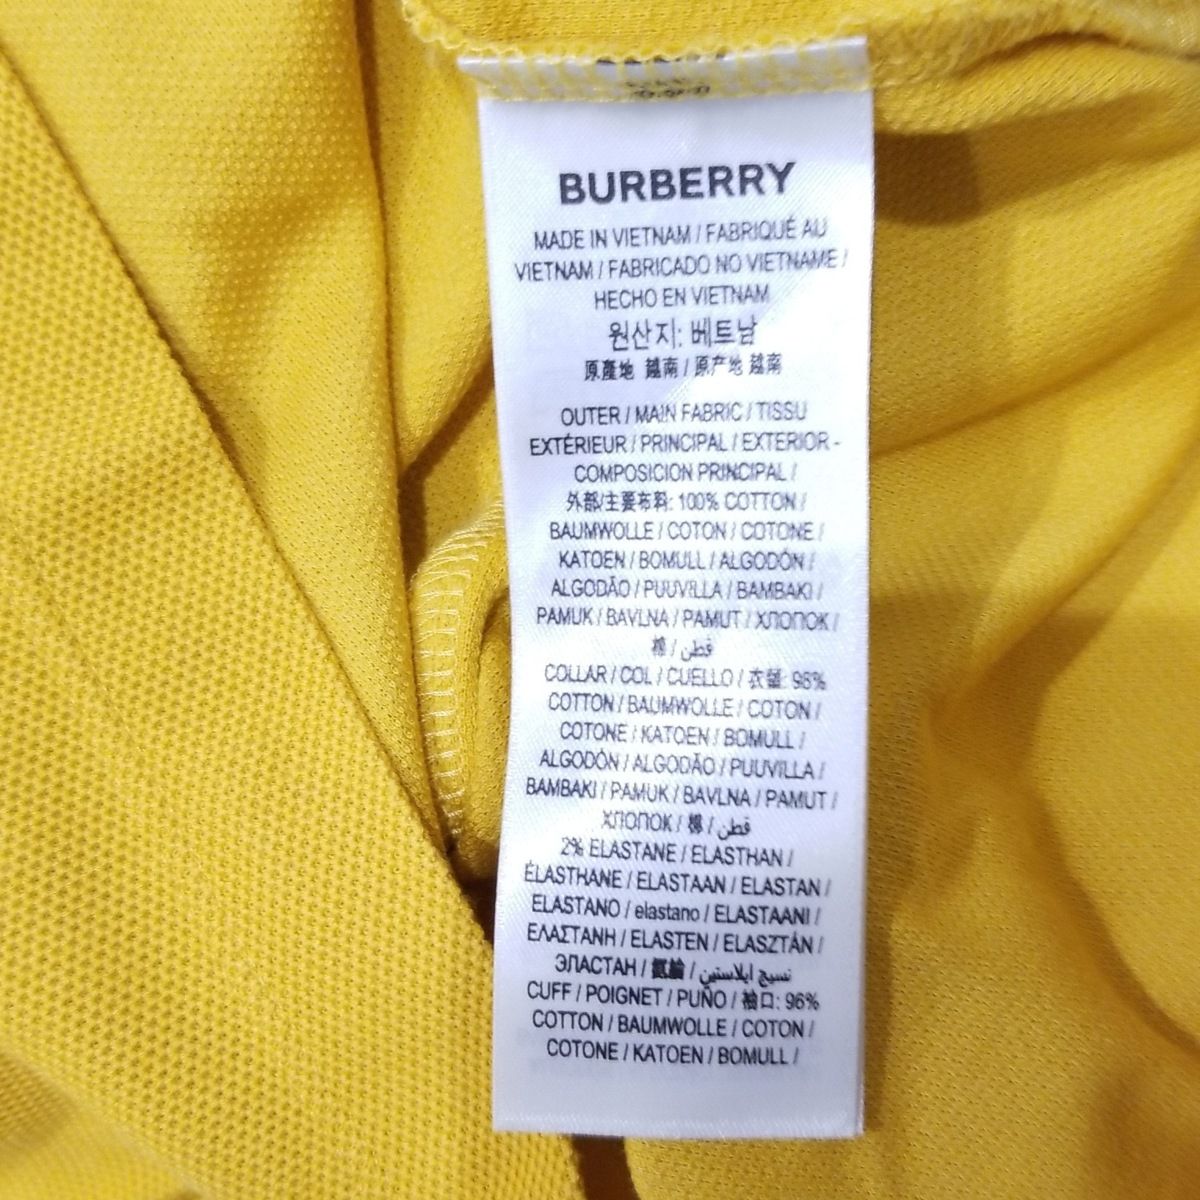 BURBERRY
MADE IN VIETNAM / FABRIQUÉ AU
VIETNAM / FABRICADO NO VIETNAME /
HECHO EN VIETNAM
원산지: 베트남
原產地 越南 / 原产地 越南
OUTER / MAIN FABRIC / TISSU
EXTÉRIEUR / PRINCIPAL / EXTERIOR -
COMPOSICION PRINCIPAL /
外部/主要布料: 100% COTTON /
BAUMWOLLE / COTON / COTONE /
KATOEN / BOMULL / ALGODÓN /
ALGODÃO / PUUVILLA / BAMBAKI /
PAMUK / BAVLNA / PAMUT / ХЛОПОК /
棉 / قطن
COLLAR / COL / CUELLO / 衣領: 98%
COTTON / BAUMWOLLE / COTON /
COTONE / KATOEN / BOMULL /
ALGODÓN / ALGODÃO / PUUVILLA /
BAMBAKI / PAMUK / BAVLNA / PAMUT /
ХЛОПОК / 棉 / قطن
2% ELASTANE / ELASTHAN /
ÉLASTHANE / ELASTAAN / ELASTAN /
ELASTANO / elastano / ELASTAANI /
ΕΛΑΣΤΑΝΗ / ELASTEN / ELASZTÁN /
ЭЛАСТАН / 氨綸 / نسيج ايلاستين
CUFF / POIGNET / PUÑO / 袖口: 96%
COTTON / BAUMWOLLE / COTON /
COTONE / KATOEN / BOMULL /